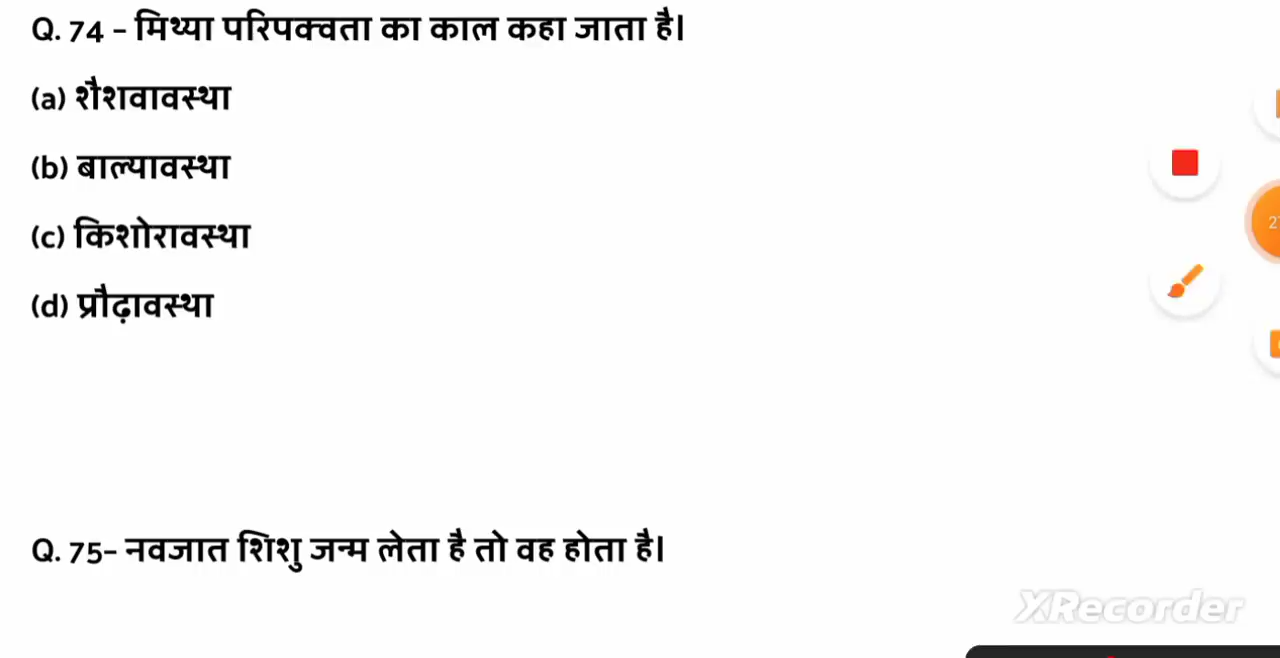 Q. 74 – मिथ्या परिपक्वता का काल कहा जाता है।
(a) शैशवावस्था
(b) बाल्यावस्था
(c) किशोरावस्था
(d) प्रौढ़ावस्था
Q. 75– नवजात शिशु जन्म लेता है तो वह होता है।
XRecorder